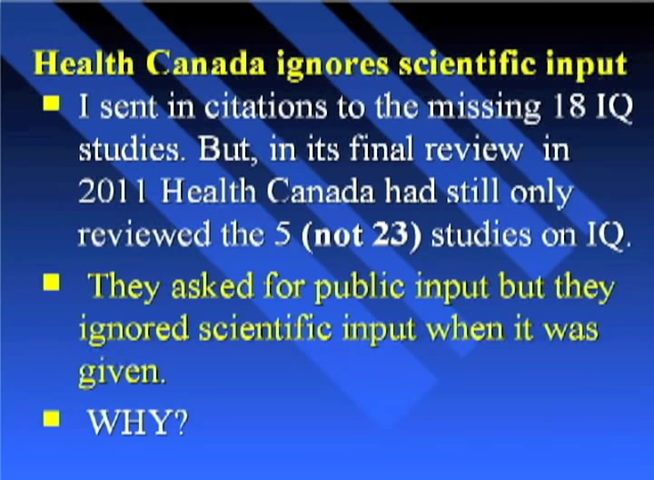 Health Canada ignores scientific input
I sent in citations to the missing 18 IQ
studies. But, in its final review in
2011 Health Canada had still only
reviewed the 5 (not 23) studies on IQ.
They asked for public input but they
ignored scientific input when it was
given.
WHY?